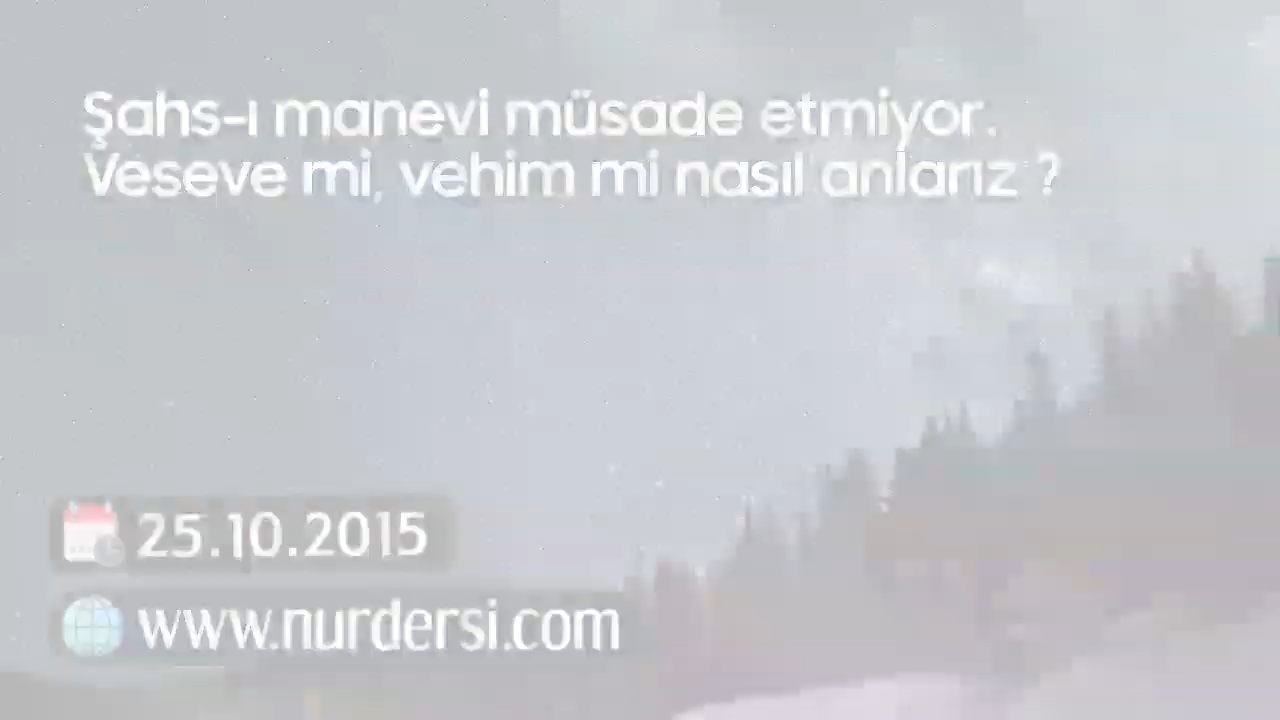 Şahs-ı manevi müsade etmiyor.
Veseve mi, vehim mi nasıl anlarız ?
25.10.2015
www.nurdersi.com